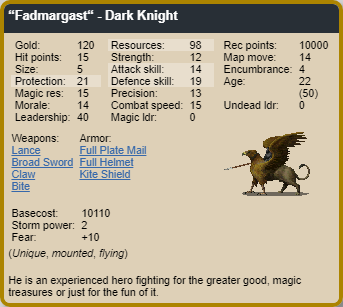 “Fadmargast“ - Dark Knight
Gold: 120 Resources: 98 Rec points: 10000
Hit points: 15 Strength: 12 Map move: 14
Size: 5 Attack skill: 14 Encumbrance: 4
Protection: 21 Defence skill: 19 Age: 22
Magic res: 15 Precision: 13 (50)
Morale: 14 Combat speed: 15 Undead ldr: 0
Leadership: 40 Magic ldr: 0
Weapons: Armor:
Lance Full Plate Mail
Broad Sword Full Helmet
Claw Kite Shield
Bite
Basecost: 10110
Storm power: 2
Fear: +10
(Unique, mounted, flying)
He is an experienced hero fighting for the greater good, magic
treasures or just for the fun of it.